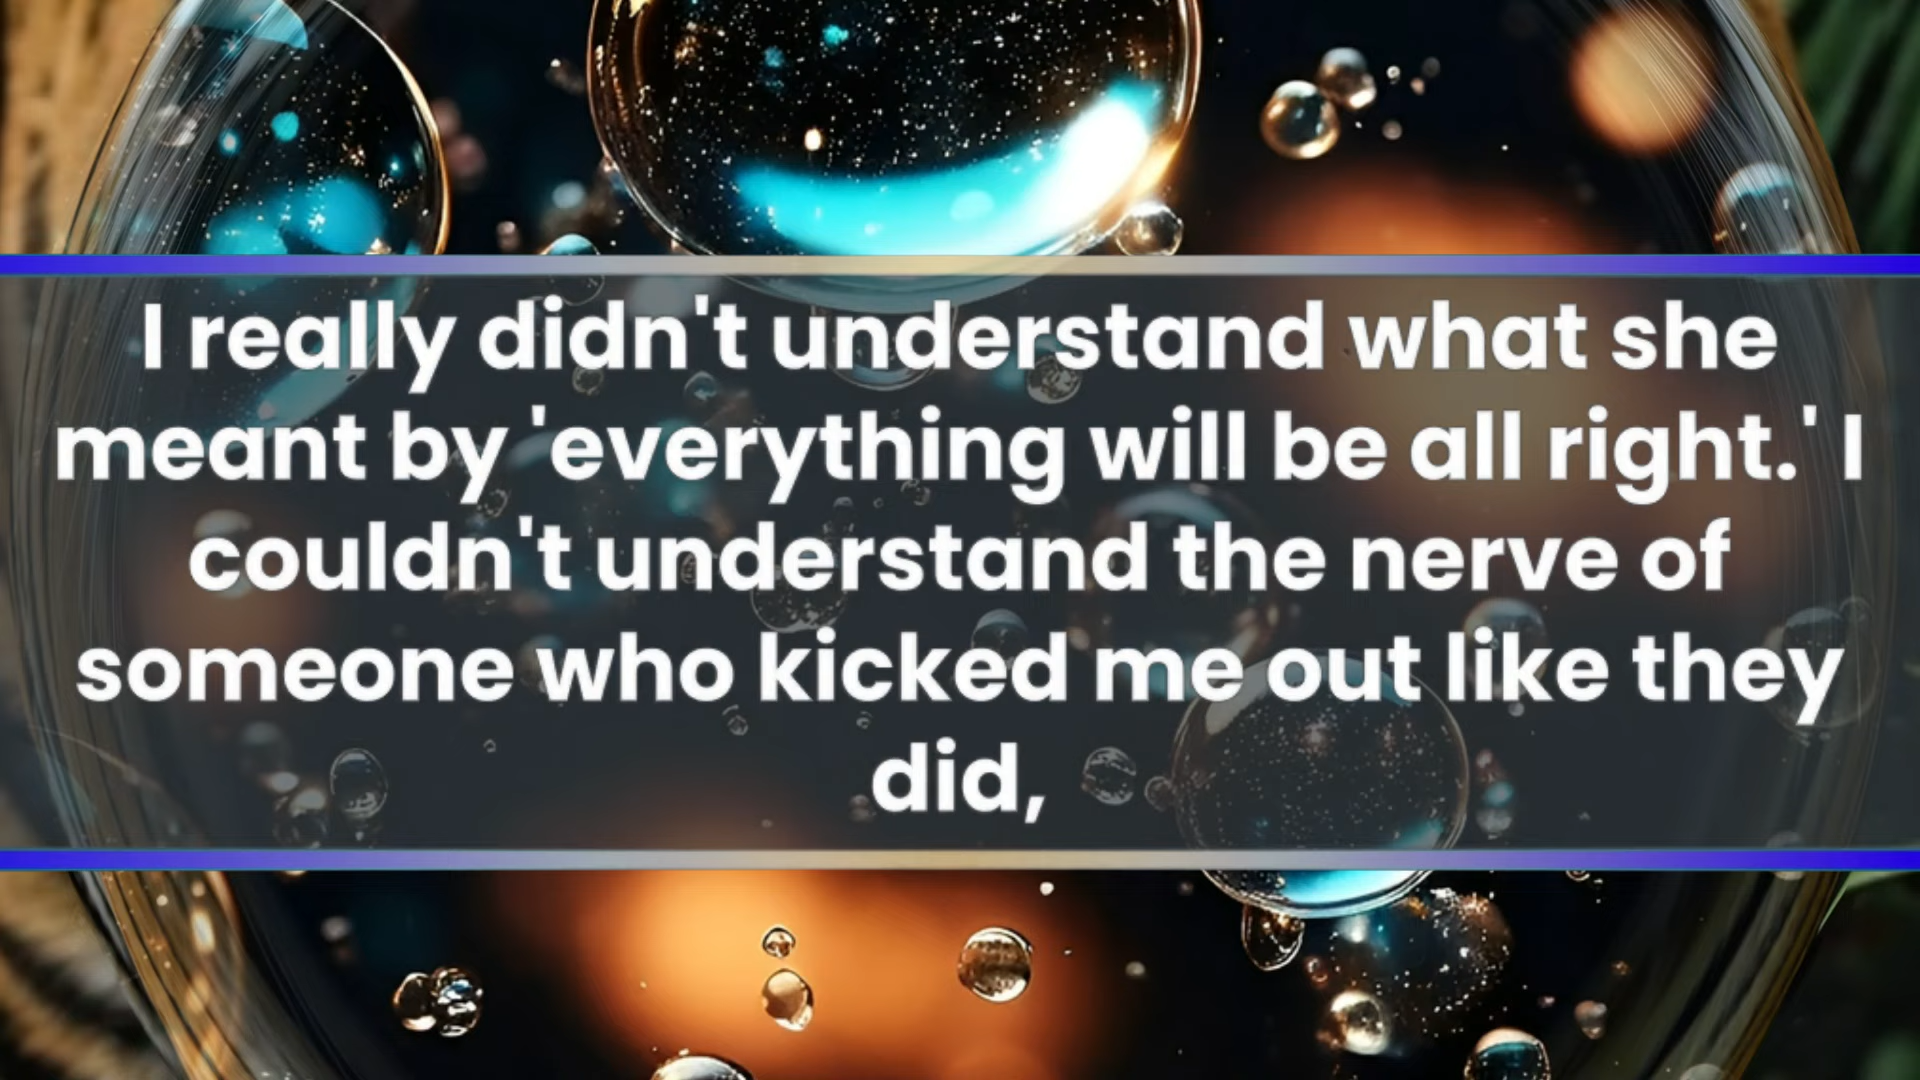 I really didn't understand what she
meant by 'everything will be all right.' I
couldn't understand the nerve of
someone who kicked me out like they
did,